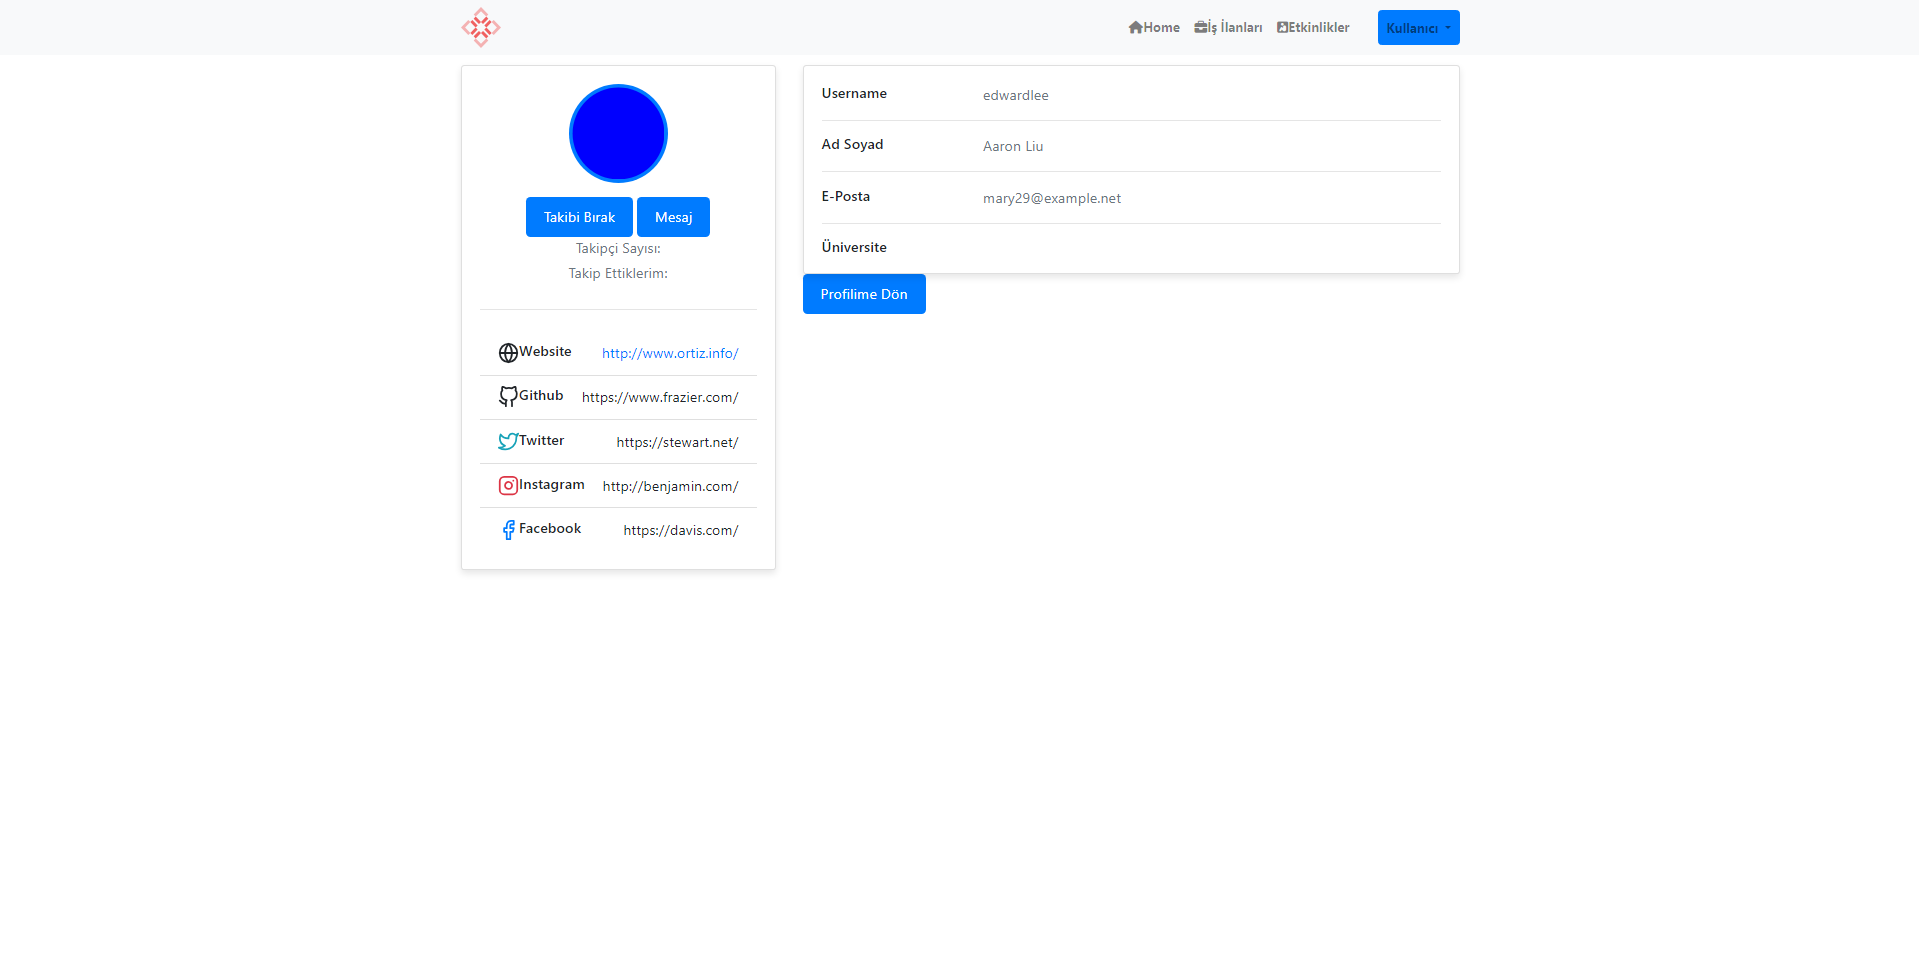 Home İş İlanları Etkinlikler Kullanıcı
Takibi Bırak Mesaj
Takipçi Sayısı:
Takip Ettiklerim:
Website http://www.ortiz.info/
Github https://www.frazier.com/
Twitter https://stewart.net/
Instagram http://benjamin.com/
Facebook https://davis.com/
Username edwardlee
Ad Soyad Aaron Liu
E-Posta mary29@example.net
Üniversite
Profilime Dön